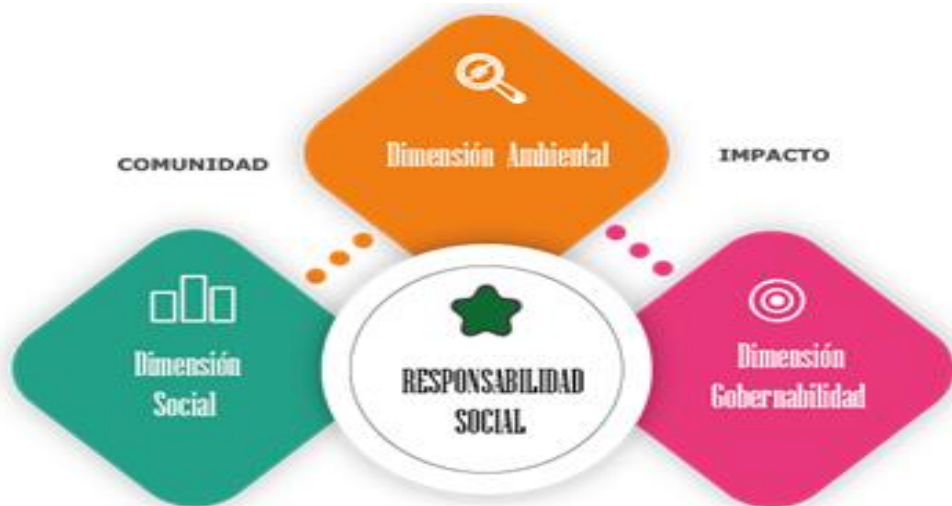 Dimensión Ambiental
COMUNIDAD
IMPACTO
Dimensión
Social
RESPONSABILIDAD
SOCIAL
Dimensión
Gobernabilidad